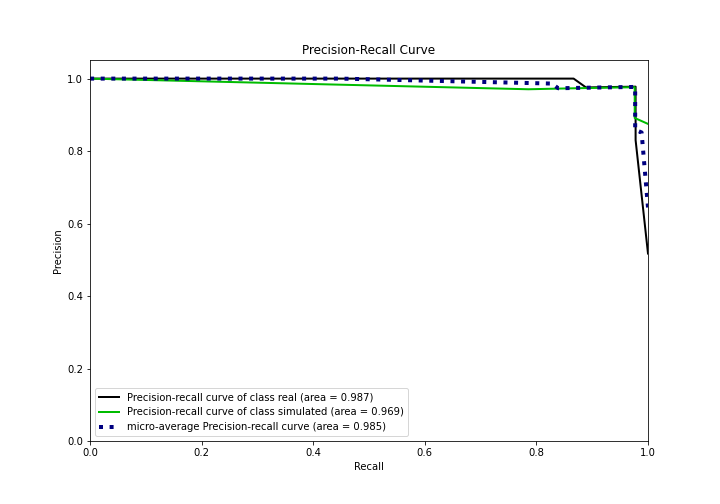 Precision-Recall Curve
1.0
0.8
0.6
0.4
0.2
0.0
Precision
Precision-recall curve of class real (area = 0.987)
Precision-recall curve of class simulated (area = 0.969)
micro-average Precision-recall curve (area = 0.985)
0.0 0.2 0.4 0.6 0.8 1.0
Recall